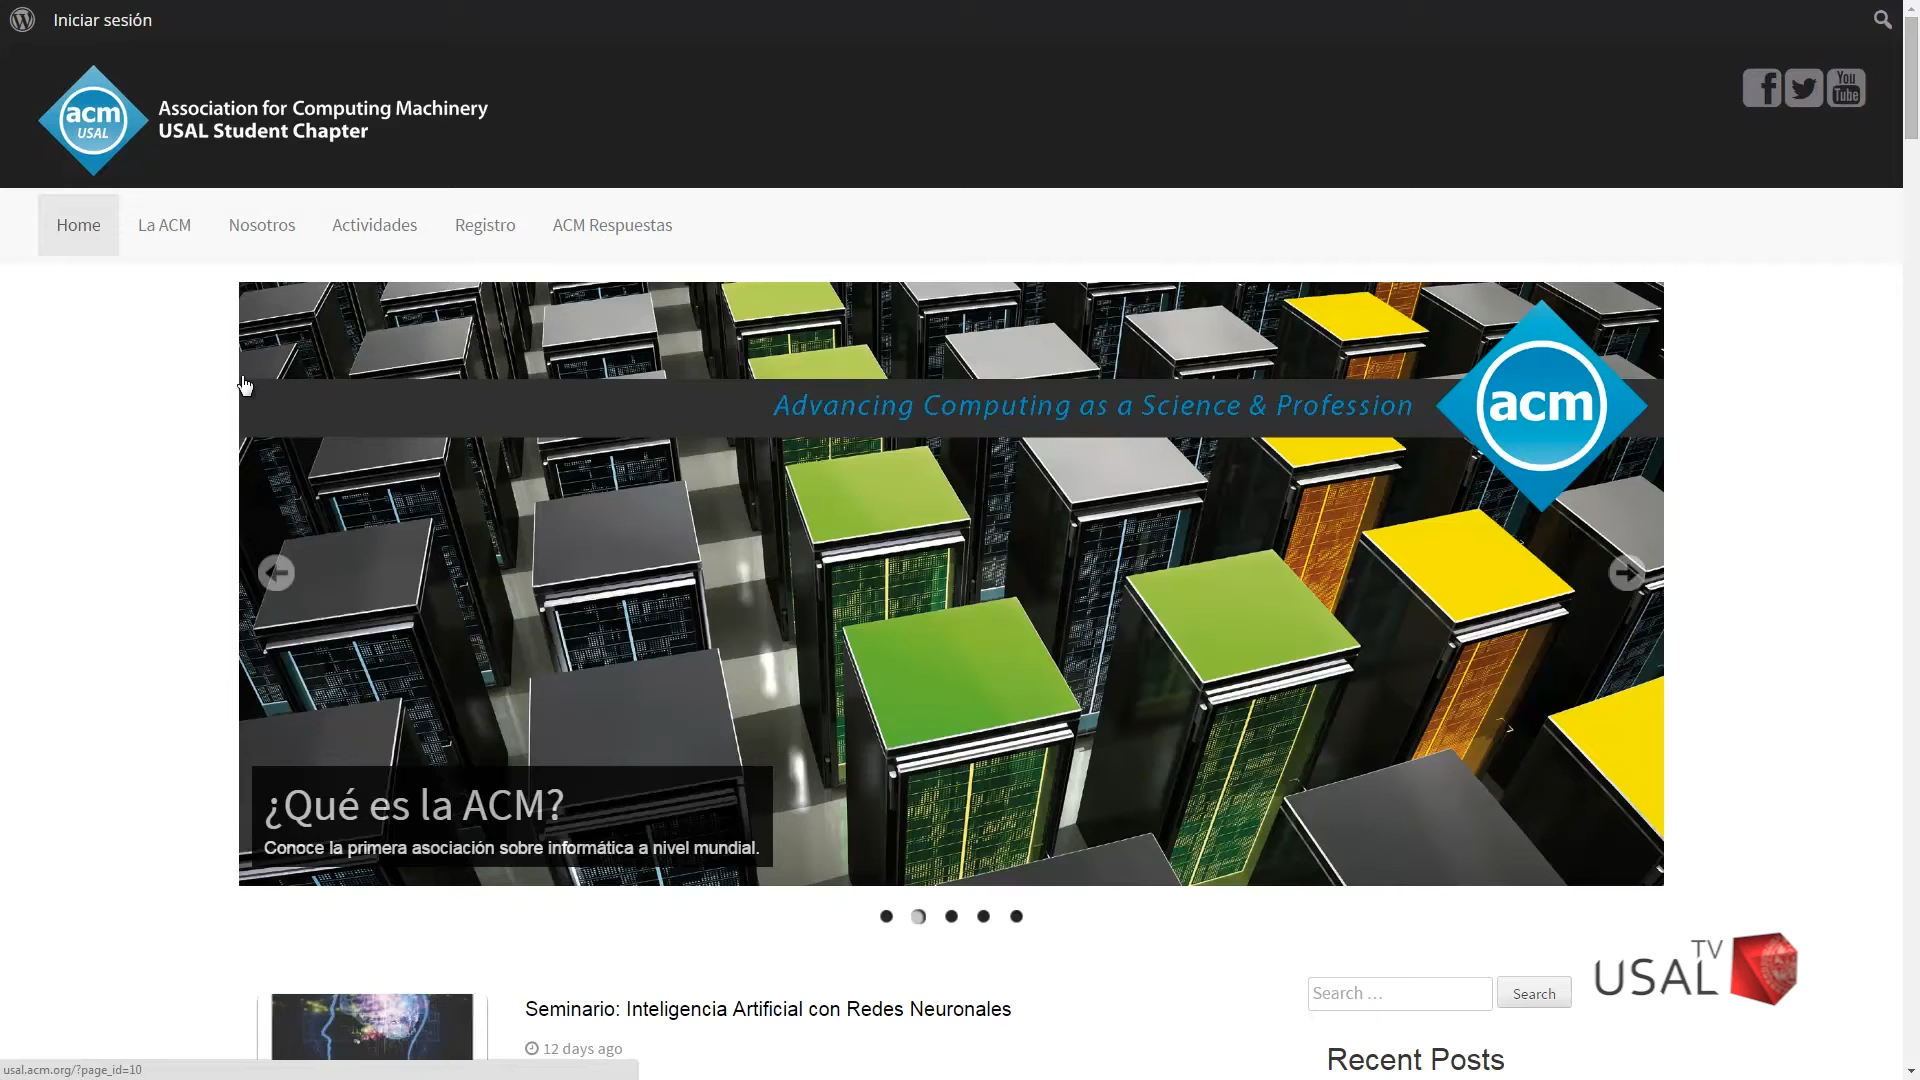 Iniciar sesión
acm
USAL
Association for Computing Machinery
USAL Student Chapter
f
You
Tube
Home
La ACM
Nosotros
Actividades
Registro
ACM Respuestas
Advancing Computing as a Science & Profession
acm
¿Qué es la ACM?
Conoce la primera asociación sobre informática a nivel mundial.
TV
USAL
Seminario: Inteligencia Artificial con Redes Neuronales
Search …
Search
12 days ago
Recent Posts
usal.acm.org/?page_id=10